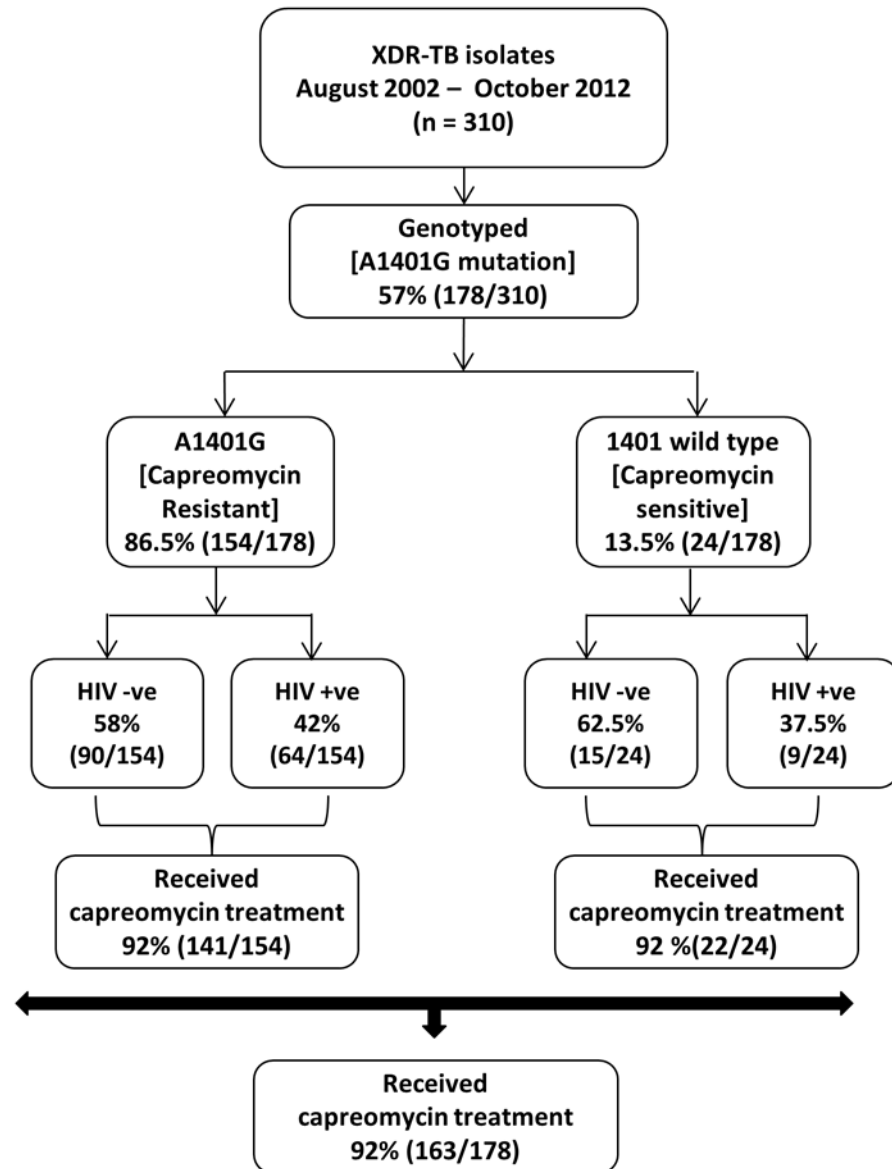 XDR-TB isolates
August 2002 – October 2012
(n = 310)
Genotyped
[A1401G mutation]
57% (178/310)
A1401G
[Capreomycin
Resistant]
86.5% (154/178)
1401 wild type
[Capreomycin
sensitive]
13.5% (24/178)
HIV -ve
58%
(90/154)
HIV +ve
42%
(64/154)
HIV -ve
62.5%
(15/24)
HIV +ve
37.5%
(9/24)
Received
capreomycin treatment
92% (141/154)
Received
capreomycin treatment
92 %(22/24)
Received
capreomycin treatment
92% (163/178)